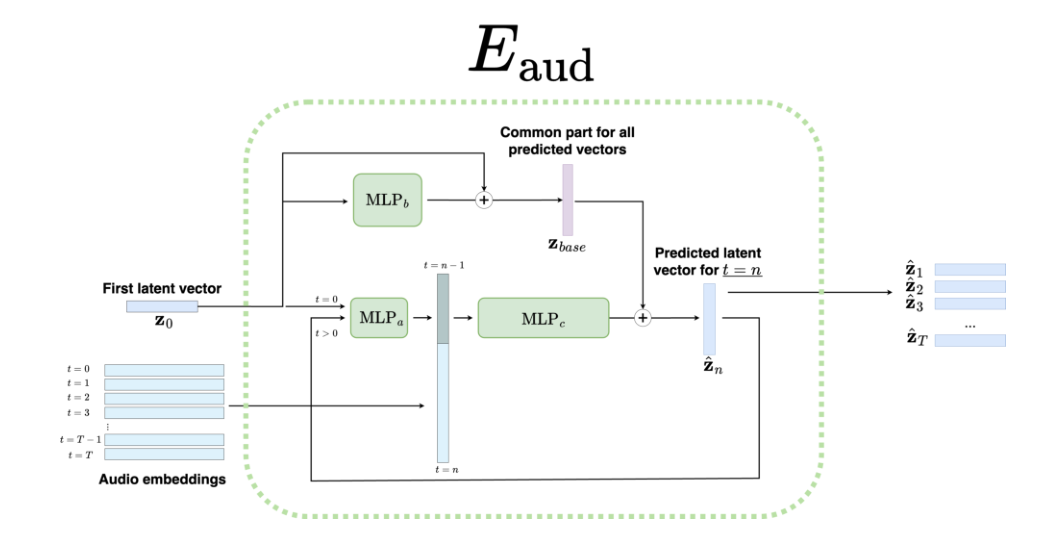 E_aud
Common part for all
predicted vectors
MLP_b
+
z_base
Predicted latent
vector for t = n
t = n − 1
First latent vector
z_0
t = 0
MLP_a
t > 0
MLP_c
+
ẑ_n
ẑ_1
ẑ_2
ẑ_3
...
ẑ_T
t = 0
t = 1
t = 2
t = 3
⋮
t = T − 1
t = T
t = n
Audio embeddings